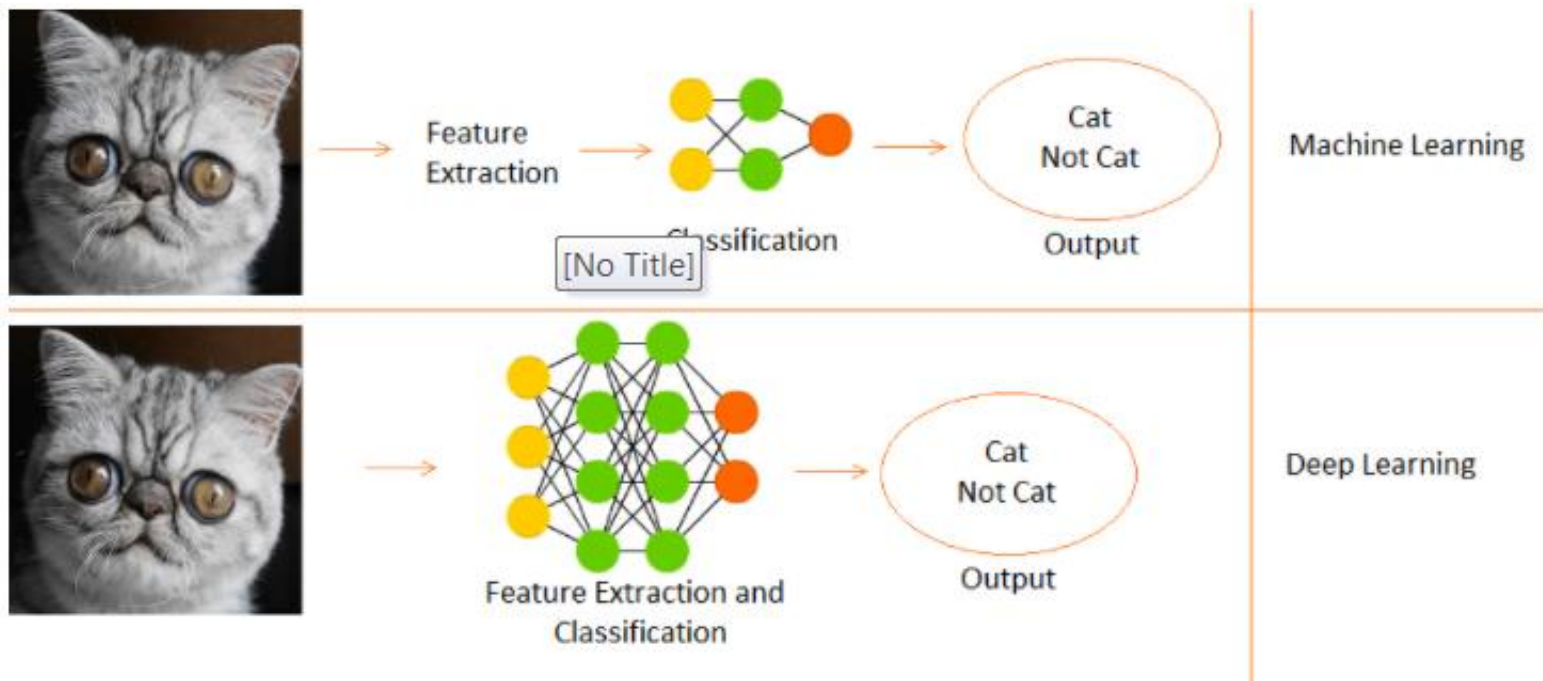 Feature
Extraction
Classification
[No Title]
Cat
Not Cat
Output
Machine Learning
Feature Extraction and
Classification
Cat
Not Cat
Output
Deep Learning